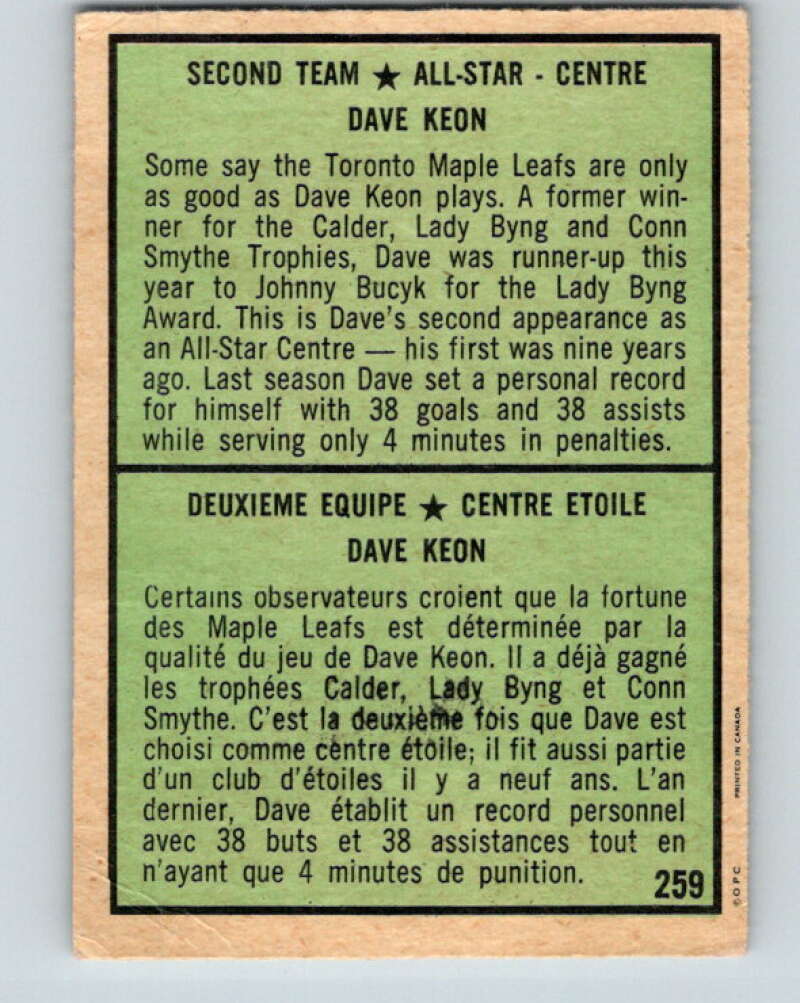 SECOND TEAM ★ ALL-STAR - CENTRE
DAVE KEON
Some say the Toronto Maple Leafs are only
as good as Dave Keon plays. A former win-
ner for the Calder, Lady Byng and Conn
Smythe Trophies, Dave was runner-up this
year to Johnny Bucyk for the Lady Byng
Award. This is Dave's second appearance as
an All-Star Centre — his first was nine years
ago. Last season Dave set a personal record
for himself with 38 goals and 38 assists
while serving only 4 minutes in penalties.
DEUXIEME EQUIPE ★ CENTRE ETOILE
DAVE KEON
Certains observateurs croient que la fortune
des Maple Leafs est déterminée par la
qualité du jeu de Dave Keon. Il a déjà gagné
les trophées Calder, Lady Byng et Conn
Smythe. C'est la deuxième fois que Dave est
choisi comme centre étoile; il fit aussi partie
d'un club d'étoiles il y a neuf ans. L'an
dernier, Dave établit un record personnel
avec 38 buts et 38 assistances tout en
n'ayant que 4 minutes de punition.
259
© O P C
PRINTED IN CANADA